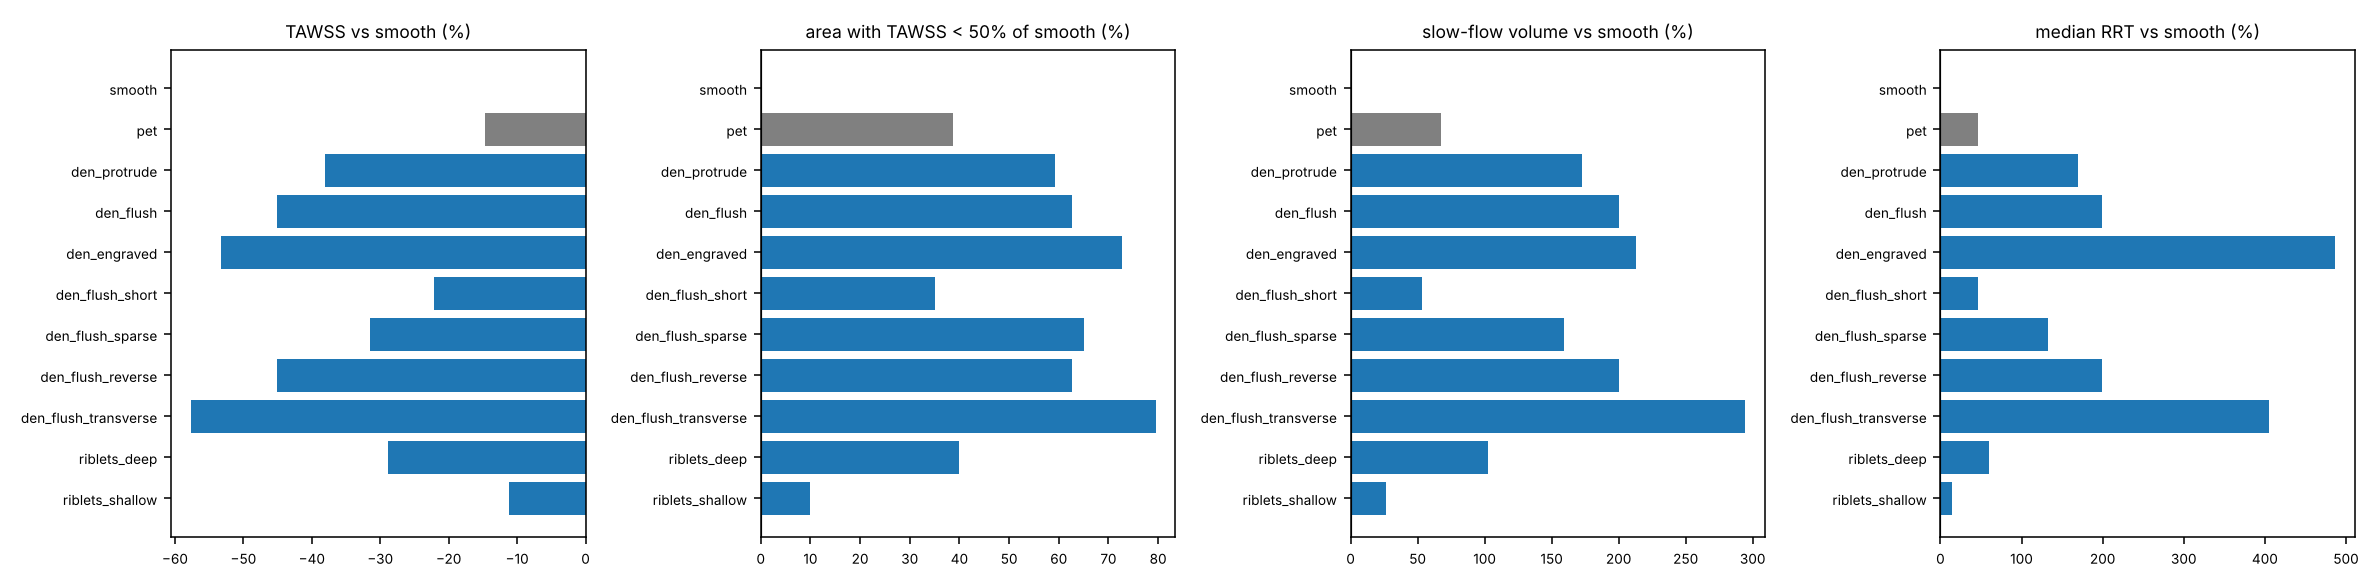 TAWSS vs smooth (%)
smooth
pet
den_protrude
den_flush
den_engraved
den_flush_short
den_flush_sparse
den_flush_reverse
den_flush_transverse
riblets_deep
riblets_shallow
−60 −50 −40 −30 −20 −10 0
area with TAWSS < 50% of smooth (%)
smooth
pet
den_protrude
den_flush
den_engraved
den_flush_short
den_flush_sparse
den_flush_reverse
den_flush_transverse
riblets_deep
riblets_shallow
0 10 20 30 40 50 60 70 80
slow-flow volume vs smooth (%)
smooth
pet
den_protrude
den_flush
den_engraved
den_flush_short
den_flush_sparse
den_flush_reverse
den_flush_transverse
riblets_deep
riblets_shallow
0 50 100 150 200 250 300
median RRT vs smooth (%)
smooth
pet
den_protrude
den_flush
den_engraved
den_flush_short
den_flush_sparse
den_flush_reverse
den_flush_transverse
riblets_deep
riblets_shallow
0 100 200 300 400 500